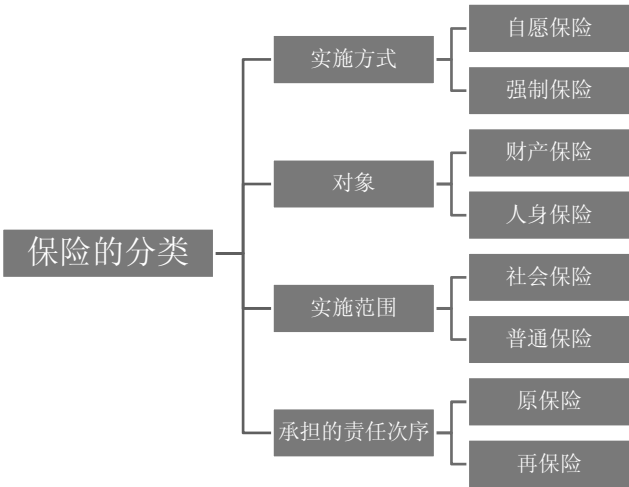 保险的分类
实施方式
自愿保险
强制保险
对象
财产保险
人身保险
实施范围
社会保险
普通保险
承担的责任次序
原保险
再保险